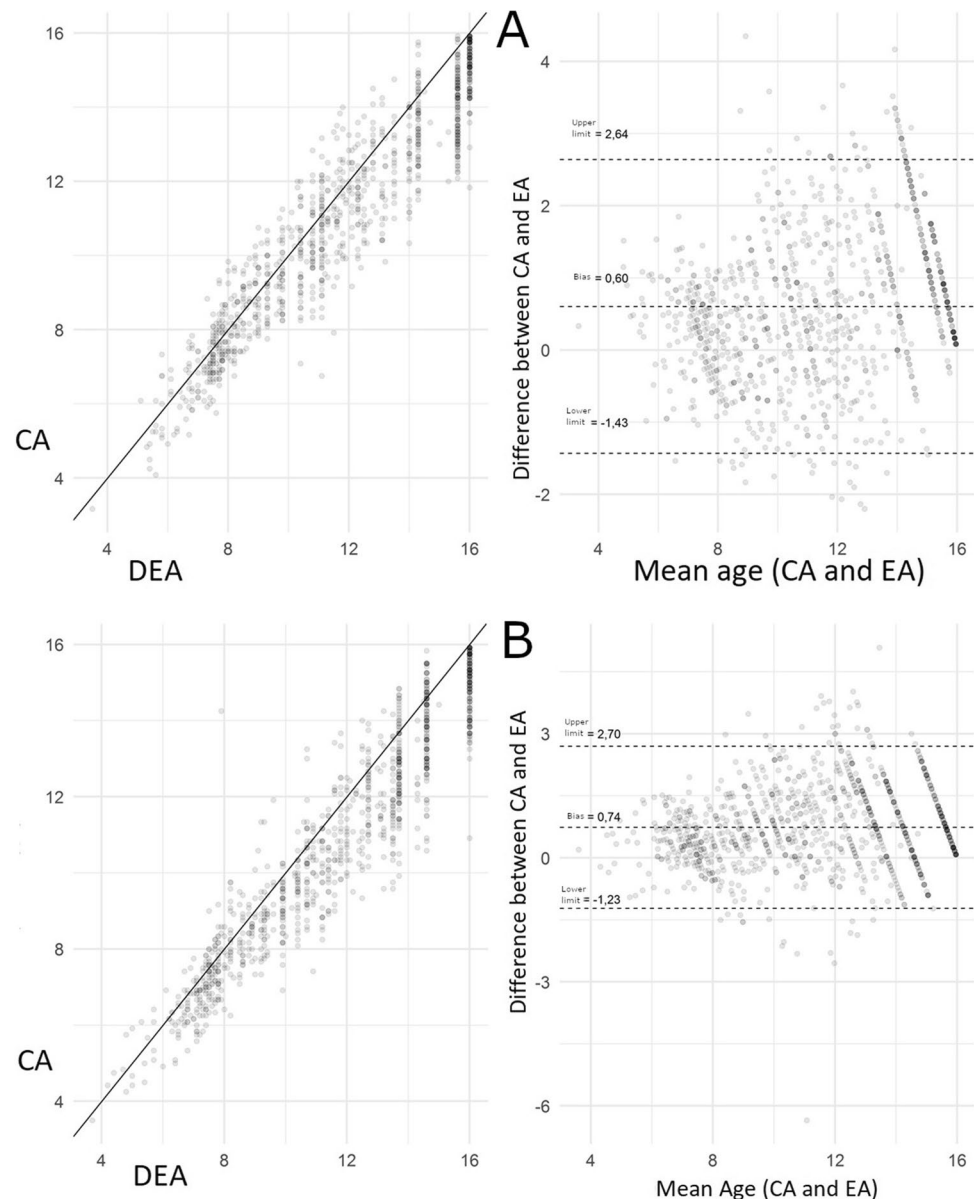 A
16
12
8
4
CA
4
8
12
16
DEA
4
2
0
-2
Upper
limit = 2,64
Bias = 0,60
Lower
limit = -1,43
Difference between CA and EA
4
8
12
16
Mean age (CA and EA)
B
16
12
8
4
CA
4
8
12
16
DEA
3
0
-3
-6
Upper
limit = 2,70
Bias = 0,74
Lower
limit = -1,23
Difference between CA and EA
4
8
12
16
Mean Age (CA and EA)